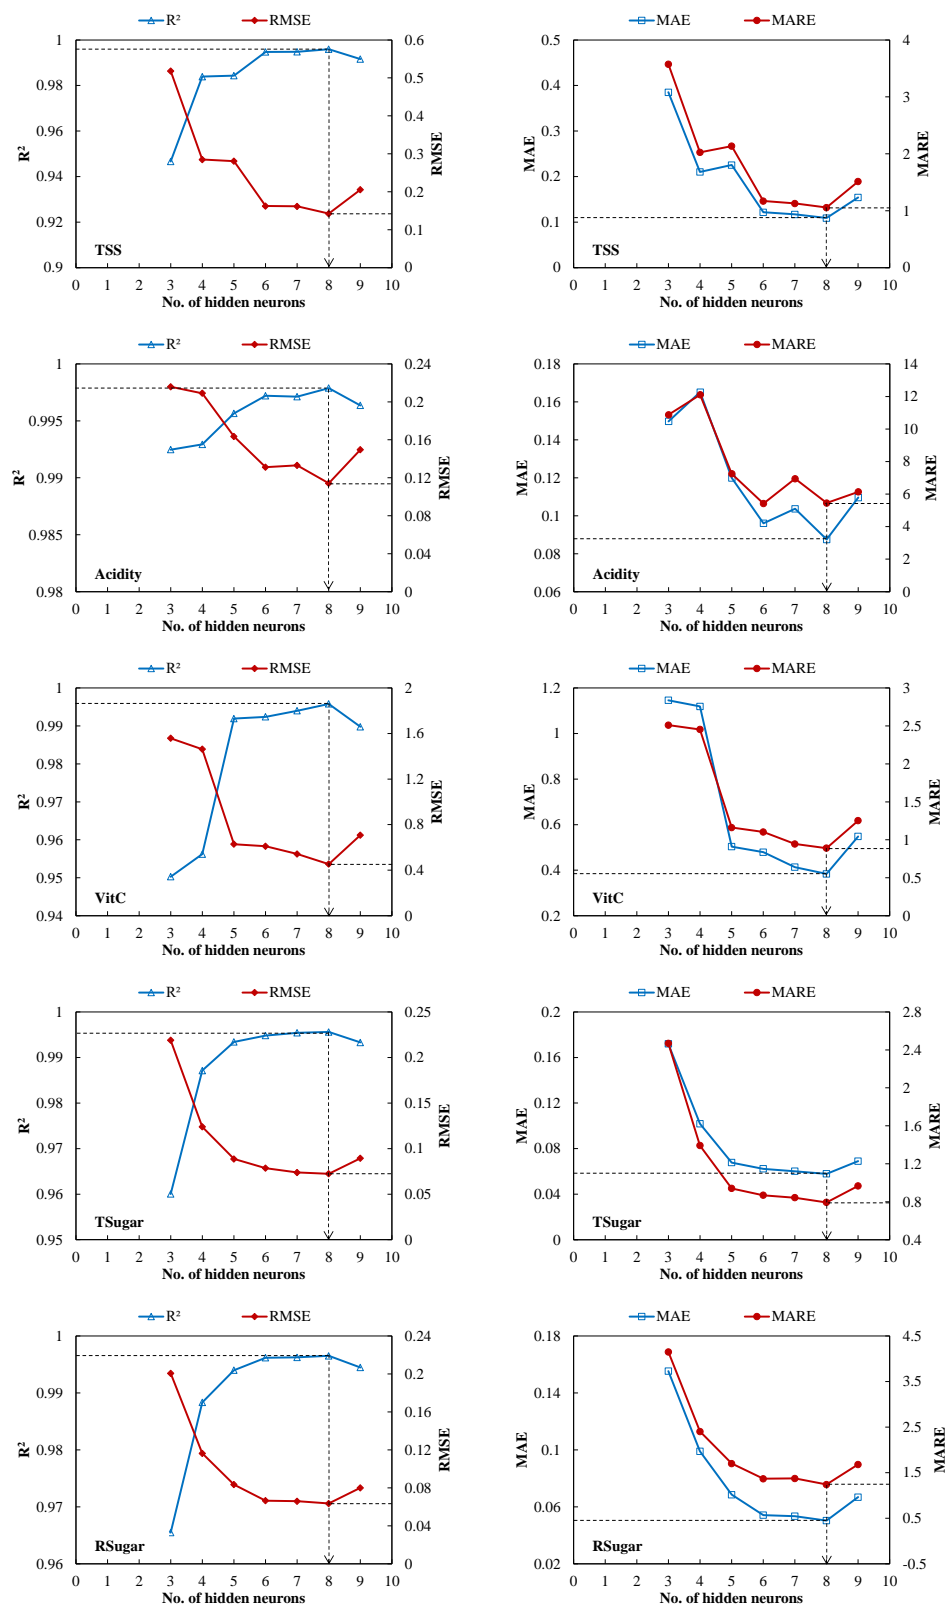 R² RMSE
1
0.98
0.96
0.94
0.92
0.9
R²
0.6
0.5
0.4
0.3
0.2
0.1
0
RMSE
TSS
0 1 2 3 4 5 6 7 8 9 10
No. of hidden neurons
MAE MARE
0.5
0.4
0.3
0.2
0.1
0
MAE
4
3
2
1
0
MARE
TSS
0 1 2 3 4 5 6 7 8 9 10
No. of hidden neurons
R² RMSE
1
0.995
0.99
0.985
0.98
R²
0.24
0.2
0.16
0.12
0.08
0.04
0
RMSE
Acidity
0 1 2 3 4 5 6 7 8 9 10
No. of hidden neurons
MAE MARE
0.18
0.16
0.14
0.12
0.1
0.08
0.06
MAE
14
12
10
8
6
4
2
0
MARE
Acidity
0 1 2 3 4 5 6 7 8 9 10
No. of hidden neurons
R² RMSE
1
0.99
0.98
0.97
0.96
0.95
0.94
R²
2
1.6
1.2
0.8
0.4
0
RMSE
VitC
0 1 2 3 4 5 6 7 8 9 10
No. of hidden neurons
MAE MARE
1.2
1
0.8
0.6
0.4
0.2
MAE
3
2.5
2
1.5
1
0.5
0
MARE
VitC
0 1 2 3 4 5 6 7 8 9 10
No. of hidden neurons
R² RMSE
1
0.99
0.98
0.97
0.96
0.95
R²
0.25
0.2
0.15
0.1
0.05
0
RMSE
TSugar
0 1 2 3 4 5 6 7 8 9 10
No. of hidden neurons
MAE MARE
0.2
0.16
0.12
0.08
0.04
0
MAE
2.8
2.4
2
1.6
1.2
0.8
0.4
MARE
TSugar
0 1 2 3 4 5 6 7 8 9 10
No. of hidden neurons
R² RMSE
1
0.99
0.98
0.97
0.96
R²
0.24
0.2
0.16
0.12
0.08
0.04
0
RMSE
RSugar
0 1 2 3 4 5 6 7 8 9 10
No. of hidden neurons
MAE MARE
0.18
0.14
0.1
0.06
0.02
MAE
4.5
3.5
2.5
1.5
0.5
-0.5
MARE
RSugar
0 1 2 3 4 5 6 7 8 9 10
No. of hidden neurons